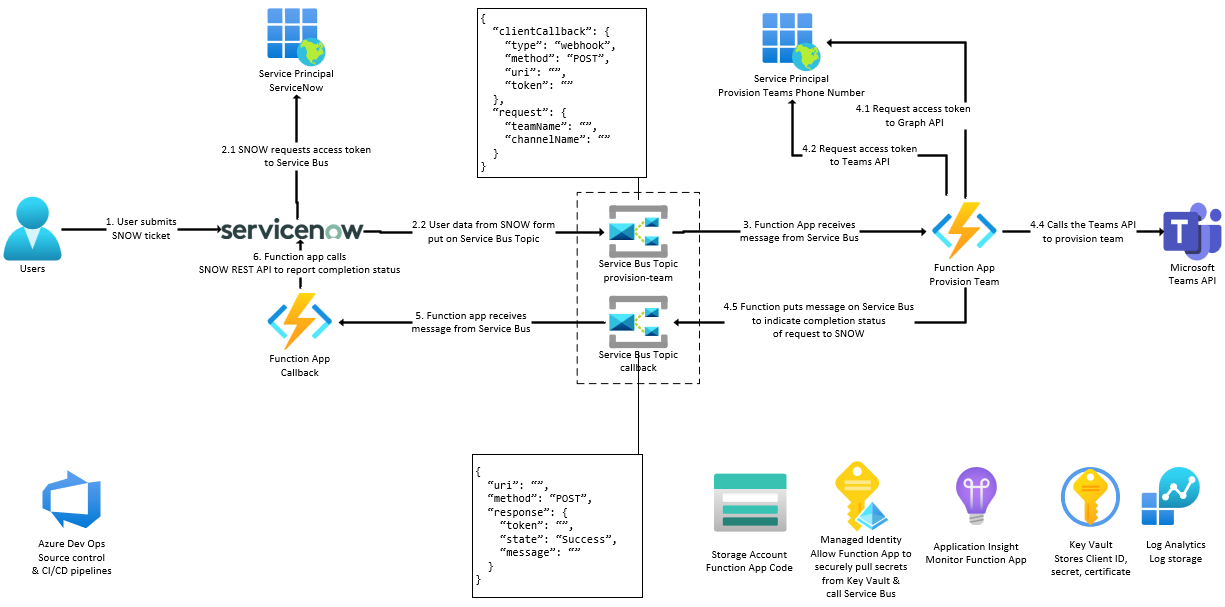 Service Principal
ServiceNow
{
“clientCallback”: {
“type”: “webhook”,
“method”: “POST”,
“uri”: “”,
“token”: “”
},
“request”: {
“teamName”: “”,
“channelName”: “”
}
}
Service Principal
Provision Teams Phone Number
4.1 Request access token
to Graph API
4.2 Request access token
to Teams API
2.1 SNOW requests access token
to Service Bus
1. User submits
SNOW ticket
Users
servicenow
2.2 User data from SNOW form
put on Service Bus Topic
Service Bus Topic
provision-team
3. Function App receives
message from Service Bus
Function App
Provision Team
4.4 Calls the Teams API
to provision team
T
Microsoft
Teams API
6. Function app calls
SNOW REST API to report completion status
Function App
Callback
5. Function app receives
message from Service Bus
Service Bus Topic
callback
4.5 Function puts message on Service Bus
to indicate completion status
of request to SNOW
{
“uri”: “”,
“method”: “POST”,
“response”: {
“token”: “”,
“state”: “Success”,
“message”: “”
}
}
Azure Dev Ops
Source control
& CI/CD pipelines
Storage Account
Function App Code
Managed Identity
Allow Function App to
securely pull secrets
from Key Vault &
call Service Bus
Application Insight
Monitor Function App
Key Vault
Stores Client ID,
secret, certificate
Log Analytics
Log storage